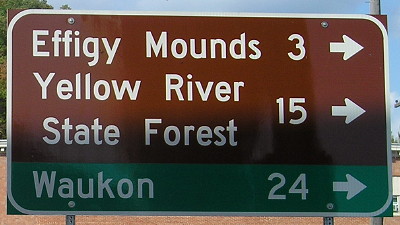 Effigy Mounds 3 →
Yellow River
15 →
State Forest
Waukon 24 →